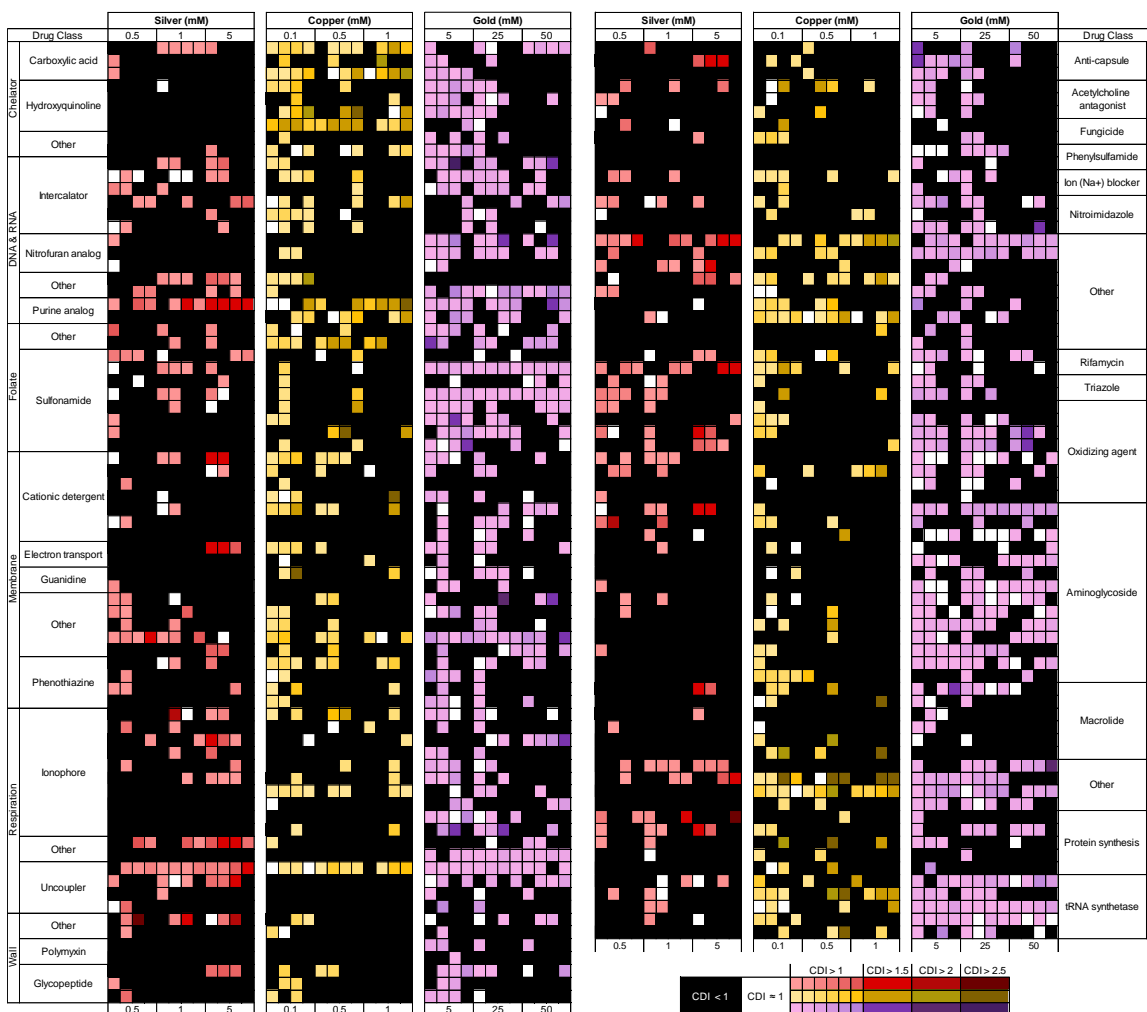 Silver (mM) Copper (mM) Gold (mM) Silver (mM) Copper (mM) Gold (mM)
Drug Class 0.5 1 5 0.1 0.5 1 5 25 50 0.5 1 5 0.1 0.5 1 5 25 50 Drug Class
Chelator
Carboxylic acid
Hydroxyquinoline
Other
DNA & RNA
Intercalator
Nitrofuran analog
Other
Purine analog
Other
Folate
Sulfonamide
Membrane
Cationic detergent
Electron transport
Guanidine
Other
Phenothiazine
Respiration
Ionophore
Other
Uncoupler
Wall
Other
Polymyxin
Glycopeptide
0.5 1 5 0.1 0.5 1 5 25 50
Anti-capsule
Acetylcholine
antagonist
Fungicide
Phenylsulfamide
Ion (Na+) blocker
Nitroimidazole
Other
Rifamycin
Triazole
Oxidizing agent
Aminoglycoside
Macrolide
Other
Protein synthesis
tRNA synthetase
0.5 1 5 0.1 0.5 1 5 25 50
CDI < 1 CDI ≈ 1 CDI > 1 CDI > 1.5 CDI > 2 CDI > 2.5